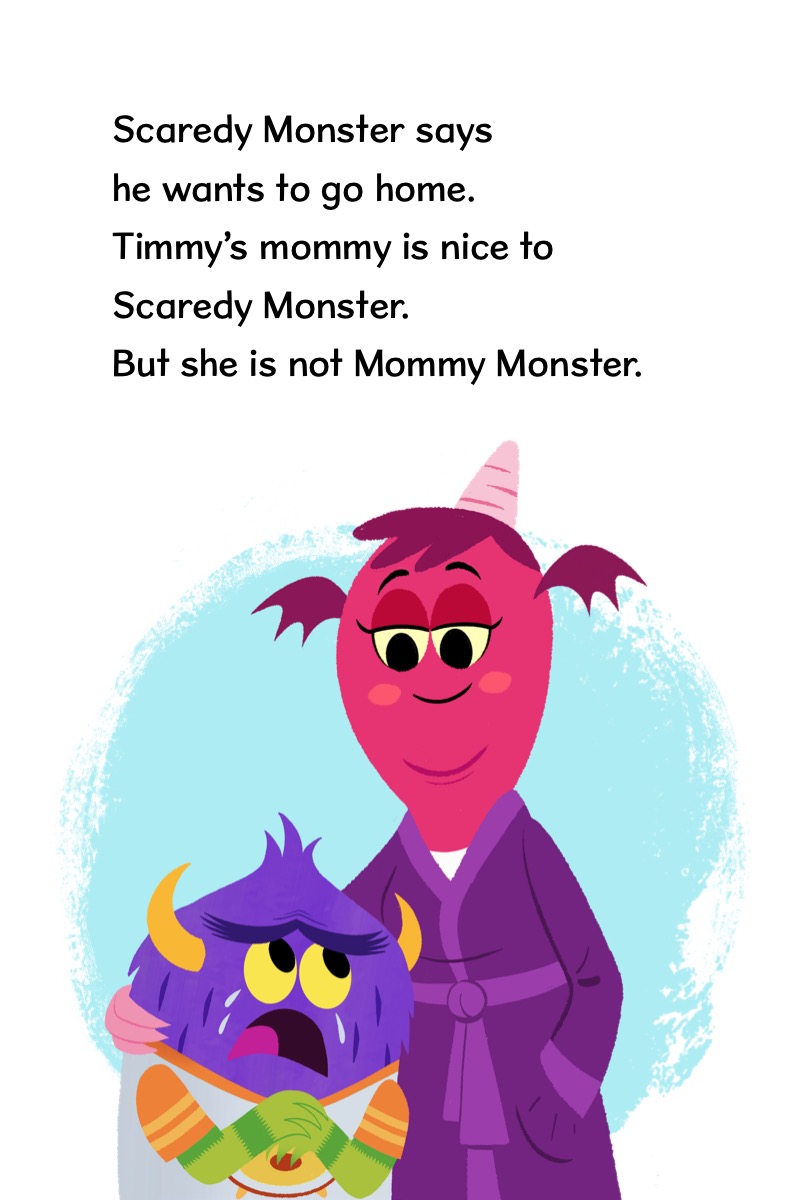 Scaredy Monster says
he wants to go home.
Timmy’s mommy is nice to
Scaredy Monster.
But she is not Mommy Monster.